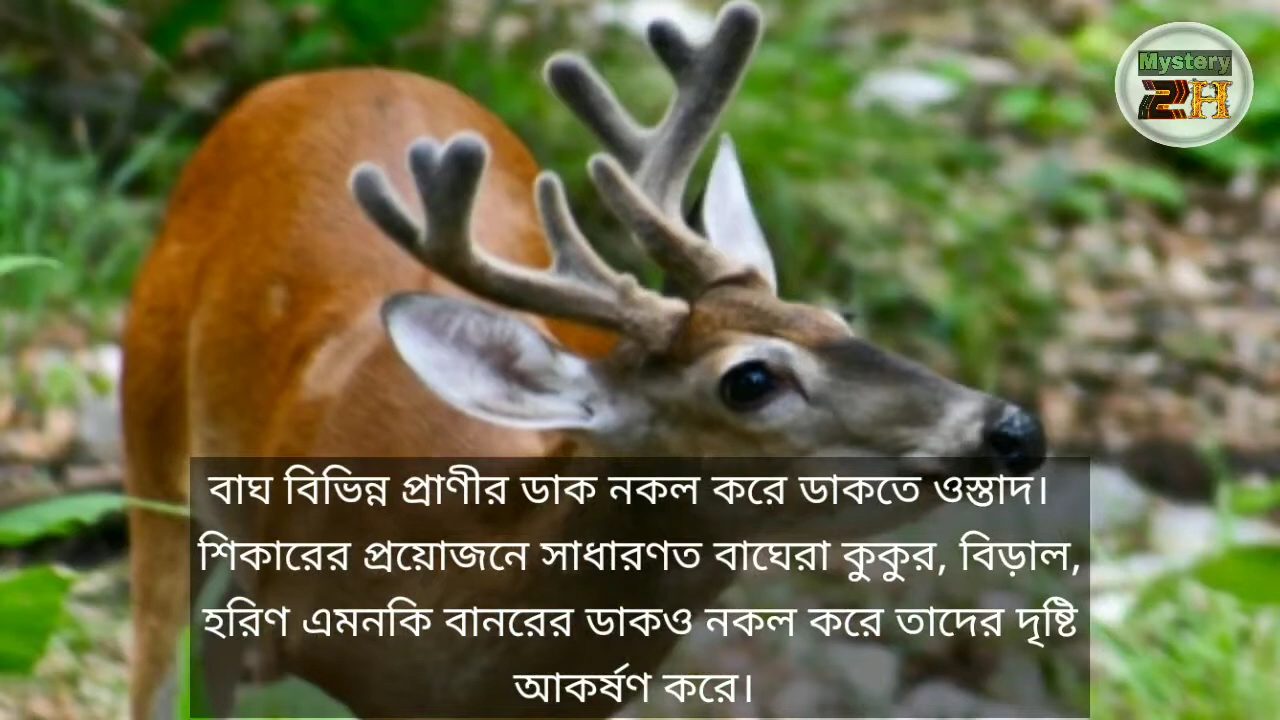 Mystery
2H
বাঘ বিভিন্ন প্রাণীর ডাক নকল করে ডাকতে ওস্তাদ।
শিকারের প্রয়োজনে সাধারণত বাঘেরা কুকুর, বিড়াল,
হরিণ এমনকি বানরের ডাকও নকল করে তাদের দৃষ্টি
আকর্ষণ করে।